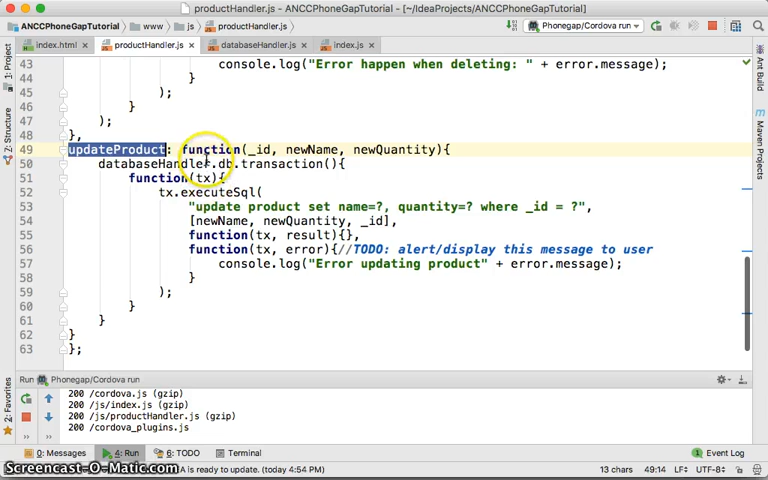 productHandler.js - ANCCPhoneGapTutorial - [~/IdeaProjects/ANCCPhoneGapTutorial]
ANCCPhoneGapTutorial www js productHandler.js Phonegap/Cordova run
index.html productHandler.js databaseHandler.js index.js
1: Project
2: Structure
2: Favorites
Ant Build
Maven Projects
43 console.log("Error happen when deleting: " + error.message);
44 }
45 );
46 }
47 );
48 },
49 updateProduct: function(_id, newName, newQuantity){
50 databaseHandler.db.transaction(){
51 function(tx){
52 tx.executeSql(
53 "update product set name=?, quantity=? where _id = ?",
54 [newName, newQuantity, _id],
55 function(tx, result){},
56 function(tx, error){//TODO: alert/display this message to user
57 console.log("Error updating product" + error.message);
58 }
59 );
60 }
61 }
62 }
63 };
Run Phonegap/Cordova run
200 /cordova.js (gzip)
200 /js/index.js (gzip)
200 /js/productHandler.js (gzip)
200 /cordova_plugins.js
0: Messages 4: Run 6: TODO Terminal Event Log
A is ready to update. (today 4:54 PM) 13 chars 49:14 LF UTF-8
Screencast-O-Matic.com